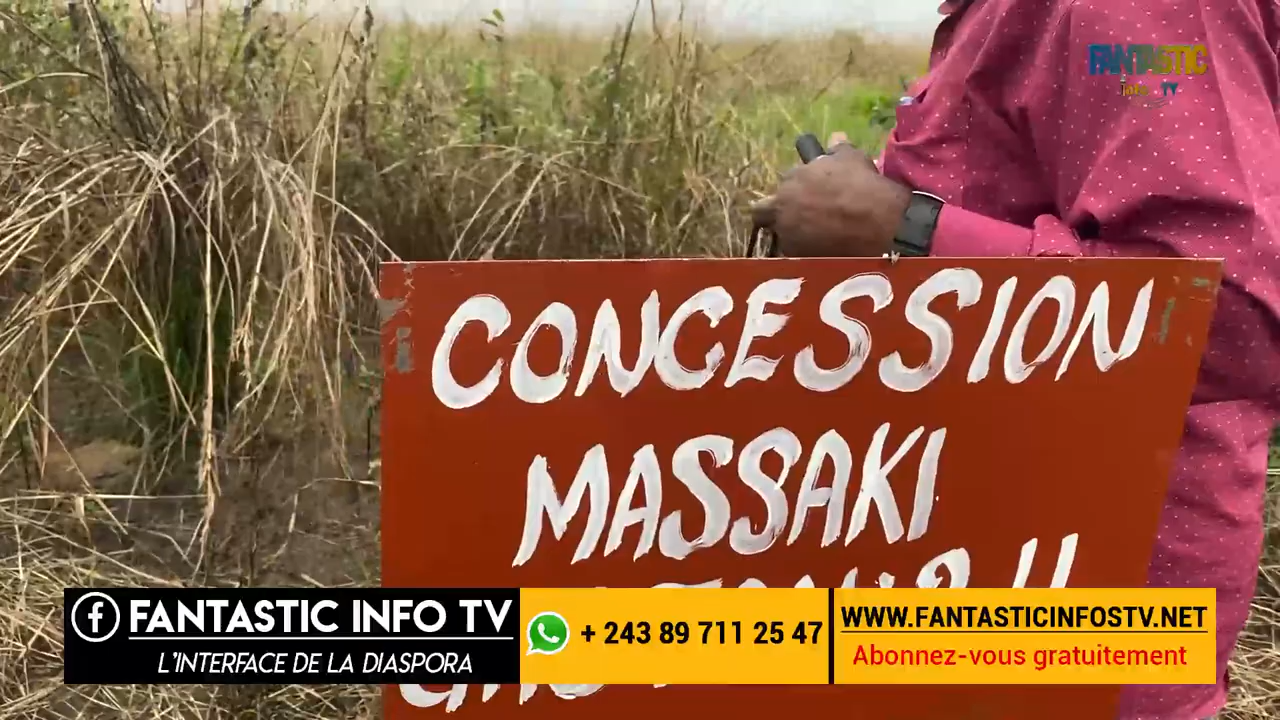 FANTASTIC
Info TV
CONCESSION
MASSAKI
FANTASTIC INFO TV
L'INTERFACE DE LA DIASPORA
+ 243 89 711 25 47
WWW.FANTASTICINFOSTV.NET
Abonnez-vous gratuitement